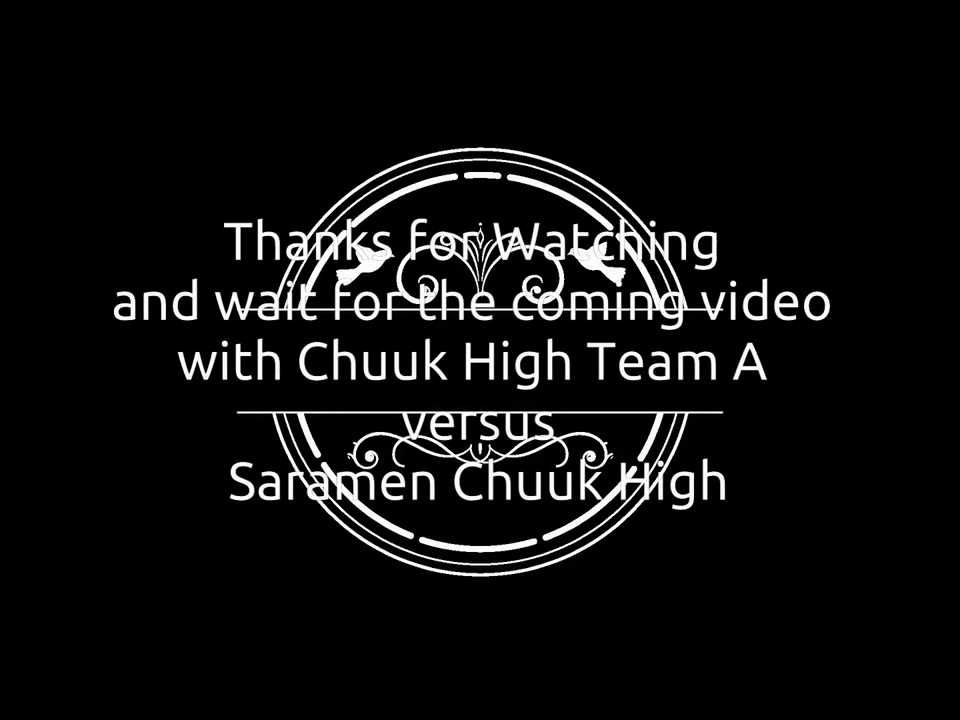 Thanks for Watching
and wait for the coming video
with Chuuk High Team A
versus
Saramen Chuuk High